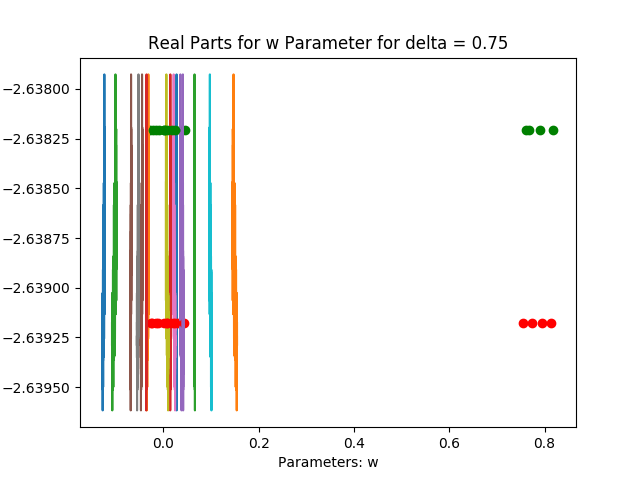 Real Parts for w Parameter for delta = 0.75
−2.63800
−2.63825
−2.63850
−2.63875
−2.63900
−2.63925
−2.63950
0.0 0.2 0.4 0.6 0.8
Parameters: w